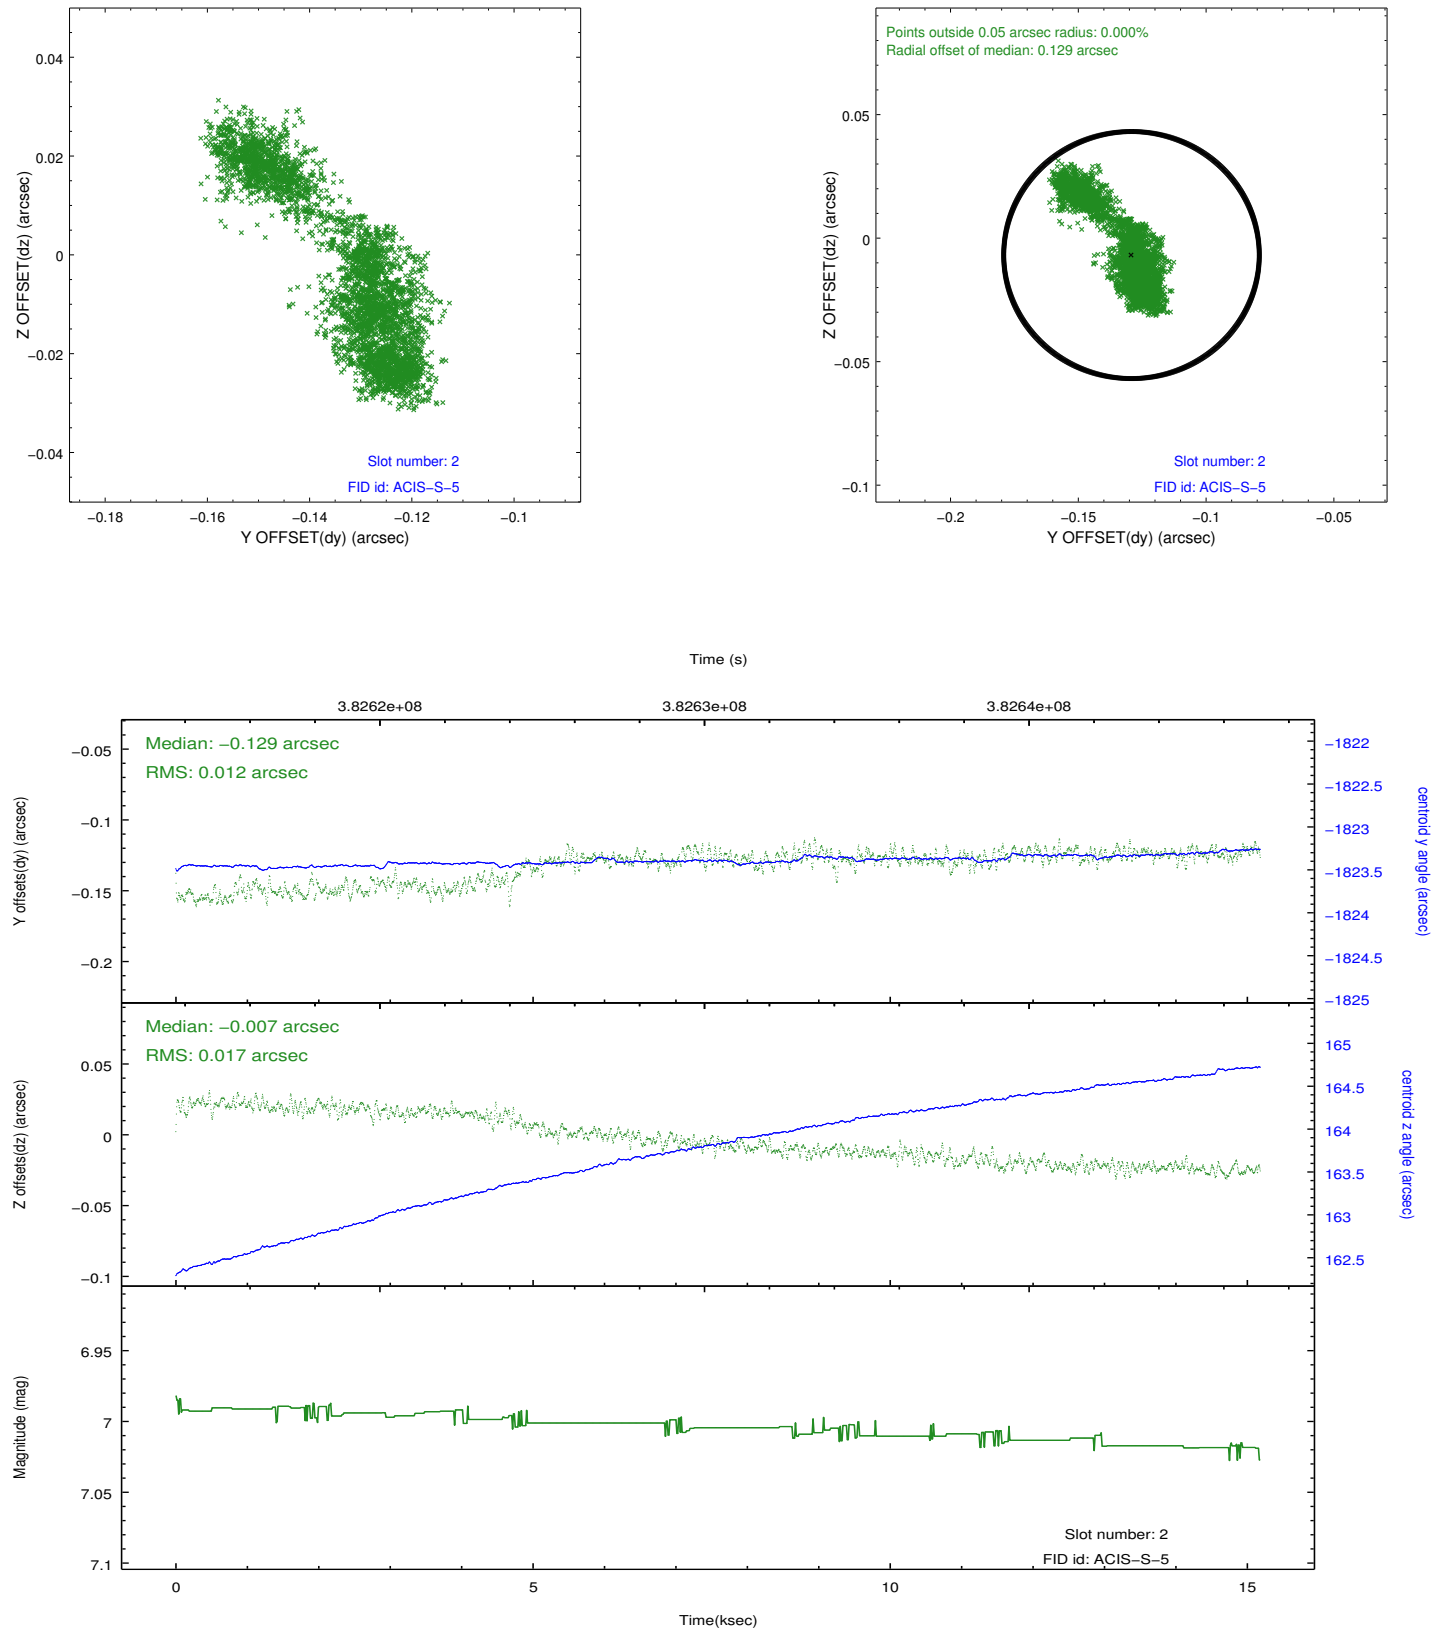 0.04
0.02
0
−0.02
−0.04
Z OFFSET(dz) (arcsec)
Slot number: 2
FID id: ACIS−S−5
−0.18
−0.16
−0.14
−0.12
−0.1
Y OFFSET(dy) (arcsec)
Points outside 0.05 arcsec radius: 0.000%
Radial offset of median: 0.129 arcsec
0.05
0
−0.05
−0.1
Z OFFSET(dz) (arcsec)
Slot number: 2
FID id: ACIS−S−5
−0.2
−0.15
−0.1
−0.05
Y OFFSET(dy) (arcsec)
Time (s)
3.8262e+08
3.8263e+08
3.8264e+08
Median: −0.129 arcsec
RMS: 0.012 arcsec
−0.05
−0.1
−0.15
−0.2
Y offsets(dy) (arcsec)
−1822
−1822.5
−1823
−1823.5
−1824
−1824.5
−1825
centroid y angle (arcsec)
Median: −0.007 arcsec
RMS: 0.017 arcsec
0.05
0
−0.05
−0.1
Z offsets(dz) (arcsec)
165
164.5
164
163.5
163
162.5
centroid z angle (arcsec)
6.95
7
7.05
7.1
Magnitude (mag)
Slot number: 2
FID id: ACIS−S−5
0
5
10
15
Time(ksec)